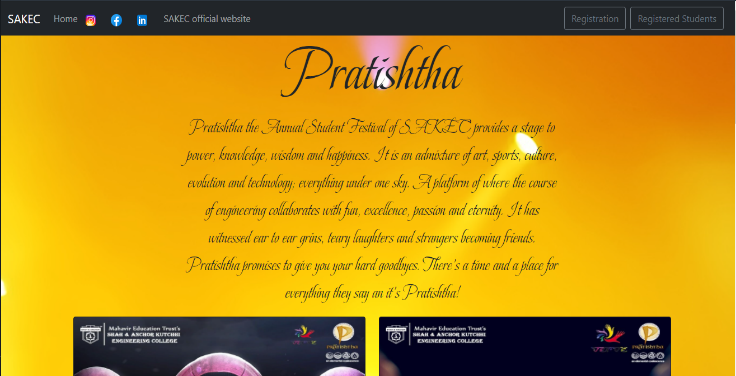 SAKEC Home SAKEC official website Registration Registered Students
Pratishtha
Pratishtha the Annual Student Festival of SAKEC provides a stage to
power, knowledge, wisdom and happiness. It is an admixture of art, sports, culture,
evolution and technology; everything under one sky. A platform of where the course
of engineering collaborates with fun, excellence, passion and eternity. It has
witnessed ear to ear grins, teary laughters and strangers becoming friends.
Pratishtha promises to give you your hard goodbyes. There's a time and a place for
everything they say an it's Pratishtha!
Mahavir Education Trust's
SHAH & ANCHOR KUTCHHI
ENGINEERING COLLEGE
Mahavir Education Trust's
SHAH & ANCHOR KUTCHHI
ENGINEERING COLLEGE